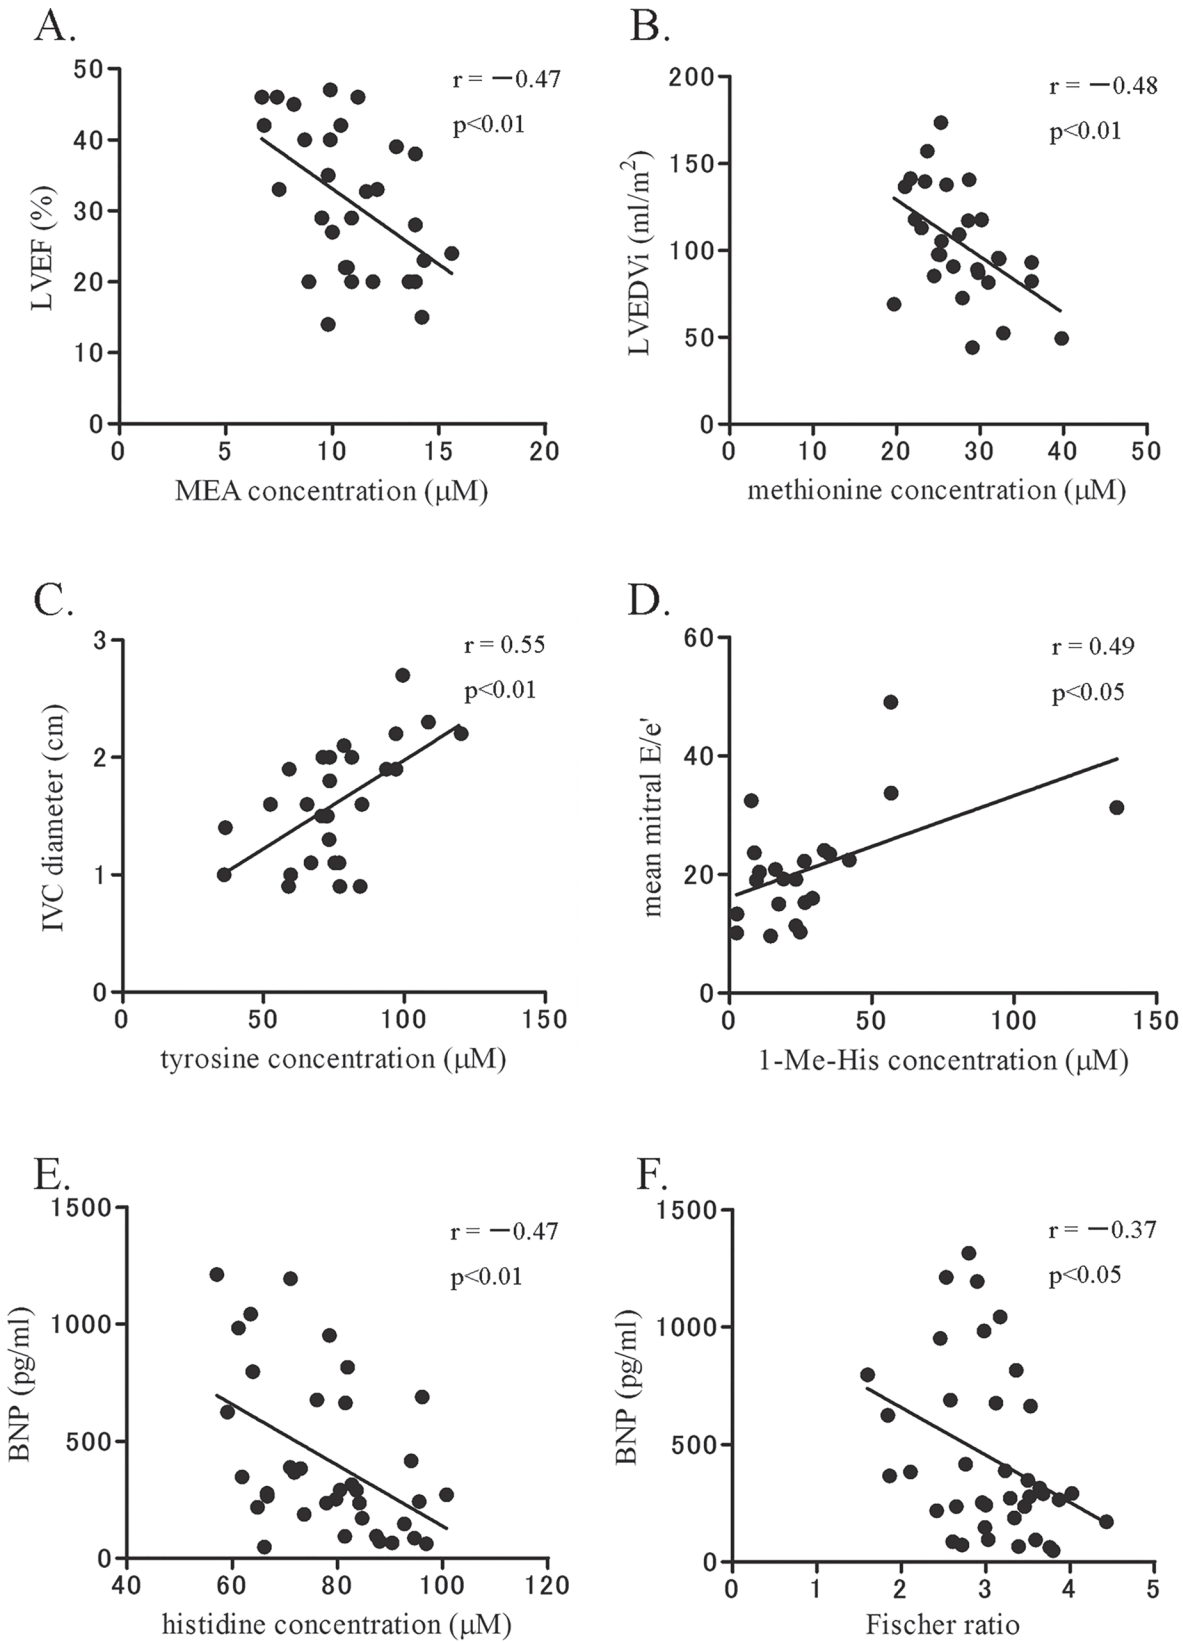 A.
r = −0.47
p<0.01
50
40
30
20
10
0
LVEF (%)
0 5 10 15 20
MEA concentration (μM)
B.
r = −0.48
p<0.01
200
150
100
50
0
LVEDVi (ml/m²)
0 10 20 30 40 50
methionine concentration (μM)
C.
r = 0.55
p<0.01
3
2
1
0
IVC diameter (cm)
0 50 100 150
tyrosine concentration (μM)
D.
r = 0.49
p<0.05
60
40
20
0
mean mitral E/e'
0 50 100 150
1-Me-His concentration (μM)
E.
r = −0.47
p<0.01
1500
1000
500
0
BNP (pg/ml)
40 60 80 100 120
histidine concentration (μM)
F.
r = −0.37
p<0.05
1500
1000
500
0
BNP (pg/ml)
0 1 2 3 4 5
Fischer ratio